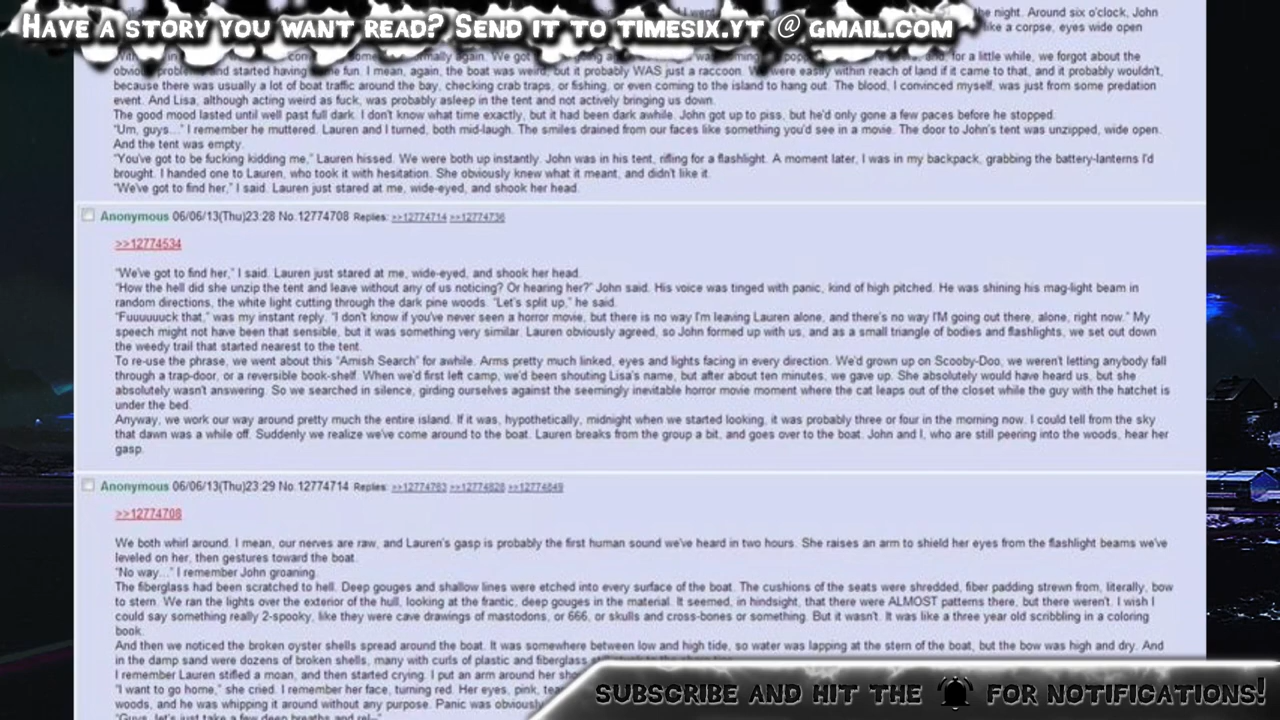 Have a story you want read? Send it to timesix.yt @ gmail.com
the night. Around six o'clock, John
like a corpse, eyes wide open
for a little while, we forgot about the
and started having fun. I mean, again, the boat was weird, but it probably WAS just a raccoon. We were easily within reach of land if it came to that, and it probably wouldn't,
because there was usually a lot of boat traffic around the bay, checking crab traps, or fishing, or even coming to the island to hang out. The blood, I convinced myself, was just from some predation
event. And Lisa, although acting weird as fuck, was probably asleep in the tent and not actively bringing us down.
The good mood lasted until well past full dark. I don't know what time exactly, but it had been dark awhile. John got up to piss, but he'd only gone a few paces before he stopped.
"Um, guys..." I remember he muttered. Lauren and I turned, both mid-laugh. The smiles drained from our faces like something you'd see in a movie. The door to John's tent was unzipped, wide open.
And the tent was empty.
"You've got to be fucking kidding me," Lauren hissed. We were both up instantly. John was in his tent, rifling for a flashlight. A moment later, I was in my backpack, grabbing the battery-lanterns I'd
brought. I handed one to Lauren, who took it with hesitation. She obviously knew what it meant, and didn't like it.
"We've got to find her," I said. Lauren just stared at me, wide-eyed, and shook her head.
Anonymous 06/06/13(Thu)23:28 No.12774708 Replies: >>12774714 >>12774736
>>12774534
"We've got to find her," I said. Lauren just stared at me, wide-eyed, and shook her head.
"How the hell did she unzip the tent and leave without any of us noticing? Or hearing her?" John said. His voice was tinged with panic, kind of high pitched. He was shining his mag-light beam in
random directions, the white light cutting through the dark pine woods. "Let's split up," he said.
"Fuuuuuuck that," was my instant reply. "I don't know if you've never seen a horror movie, but there is no way I'm leaving Lauren alone, and there's no way I'M going out there, alone, right now." My
speech might not have been that sensible, but it was something very similar. Lauren obviously agreed, so John formed up with us, and as a small triangle of bodies and flashlights, we set out down
the weedy trail that started nearest to the tent.
To re-use the phrase, we went about this "Amish Search" for awhile. Arms pretty much linked, eyes and lights facing in every direction. We'd grown up on Scooby-Doo, we weren't letting anybody fall
through a trap-door, or a reversible book-shelf. When we'd first left camp, we'd been shouting Lisa's name, but after about ten minutes, we gave up. She absolutely would have heard us, but she
absolutely wasn't answering. So we searched in silence, girding ourselves against the seemingly inevitable horror movie moment where the cat leaps out of the closet while the guy with the hatchet is
under the bed.
Anyway, we work our way around pretty much the entire island. If it was, hypothetically, midnight when we started looking, it was probably three or four in the morning now. I could tell from the sky
that dawn was a while off. Suddenly we realize we've come around to the boat. Lauren breaks from the group a bit, and goes over to the boat. John and I, who are still peering into the woods, hear her
gasp.
Anonymous 06/06/13(Thu)23:29 No.12774714 Replies: >>12774763 >>12774828 >>12774849
>>12774708
We both whirl around. I mean, our nerves are raw, and Lauren's gasp is probably the first human sound we've heard in two hours. She raises an arm to shield her eyes from the flashlight beams we've
leveled on her, then gestures toward the boat.
"No way..." I remember John groaning.
The fiberglass had been scratched to hell. Deep gouges and shallow lines were etched into every surface of the boat. The cushions of the seats were shredded, fiber padding strewn from, literally, bow
to stern. We ran the lights over the exterior of the hull, looking at the frantic, deep gouges in the material. It seemed, in hindsight, that there were ALMOST patterns there, but there weren't. I wish I
could say something really 2-spooky, like they were cave drawings of mastodons, or 666, or skulls and cross-bones or something. But it wasn't. It was like a three year old scribbling in a coloring
book.
And then we noticed the broken oyster shells spread around the boat. It was somewhere between low and high tide, so water was lapping at the stern of the boat, but the bow was high and dry. And
in the damp sand were dozens of broken shells, many with curls of plastic and fiberglass
I remember Lauren stifled a moan, and then started crying. I put an arm around her
"I want to go home," she cried. I remember her face, turning red. Her eyes, pink,
woods, and he was whipping it around without any purpose. Panic was obviously
"Guys, let's just take a few deep breaths and rel--"
Subscribe and hit the for notifications!